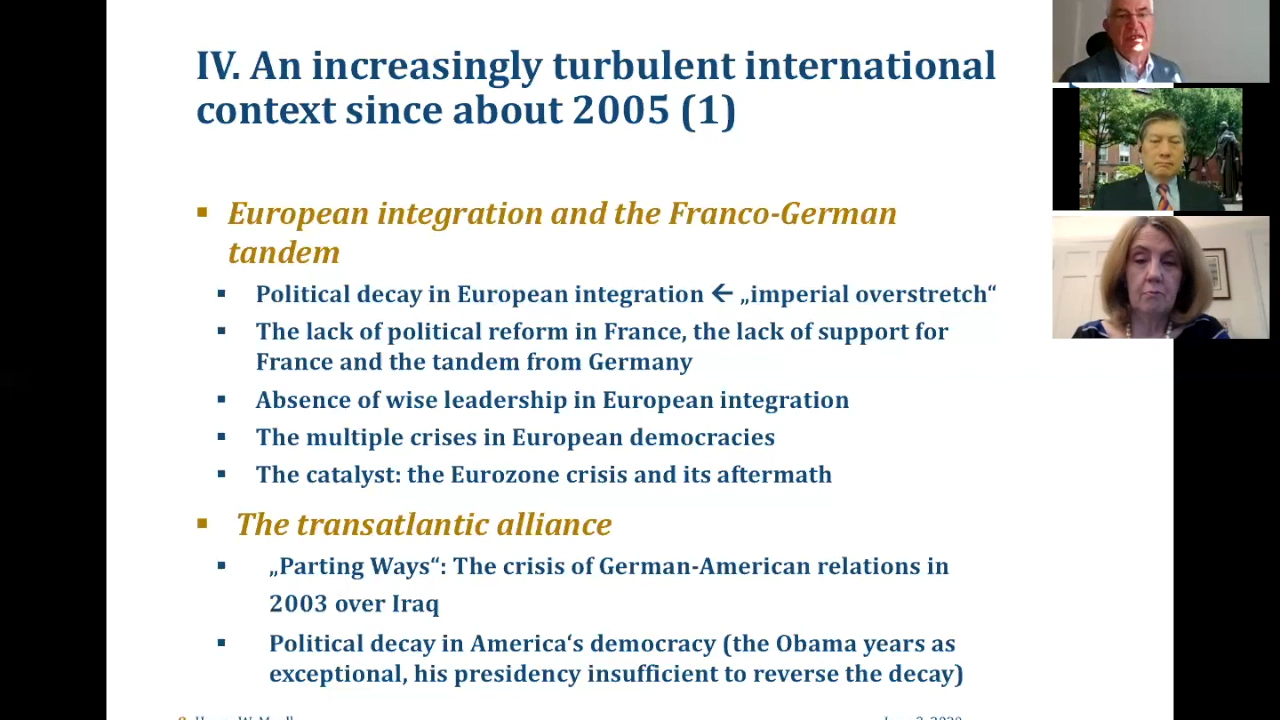 IV. An increasingly turbulent international
context since about 2005 (1)
▪ European integration and the Franco-German
tandem
▪ Political decay in European integration ← „imperial overstretch“
▪ The lack of political reform in France, the lack of support for
France and the tandem from Germany
▪ Absence of wise leadership in European integration
▪ The multiple crises in European democracies
▪ The catalyst: the Eurozone crisis and its aftermath
▪ The transatlantic alliance
▪ „Parting Ways“: The crisis of German-American relations in
2003 over Iraq
▪ Political decay in America‘s democracy (the Obama years as
exceptional, his presidency insufficient to reverse the decay)